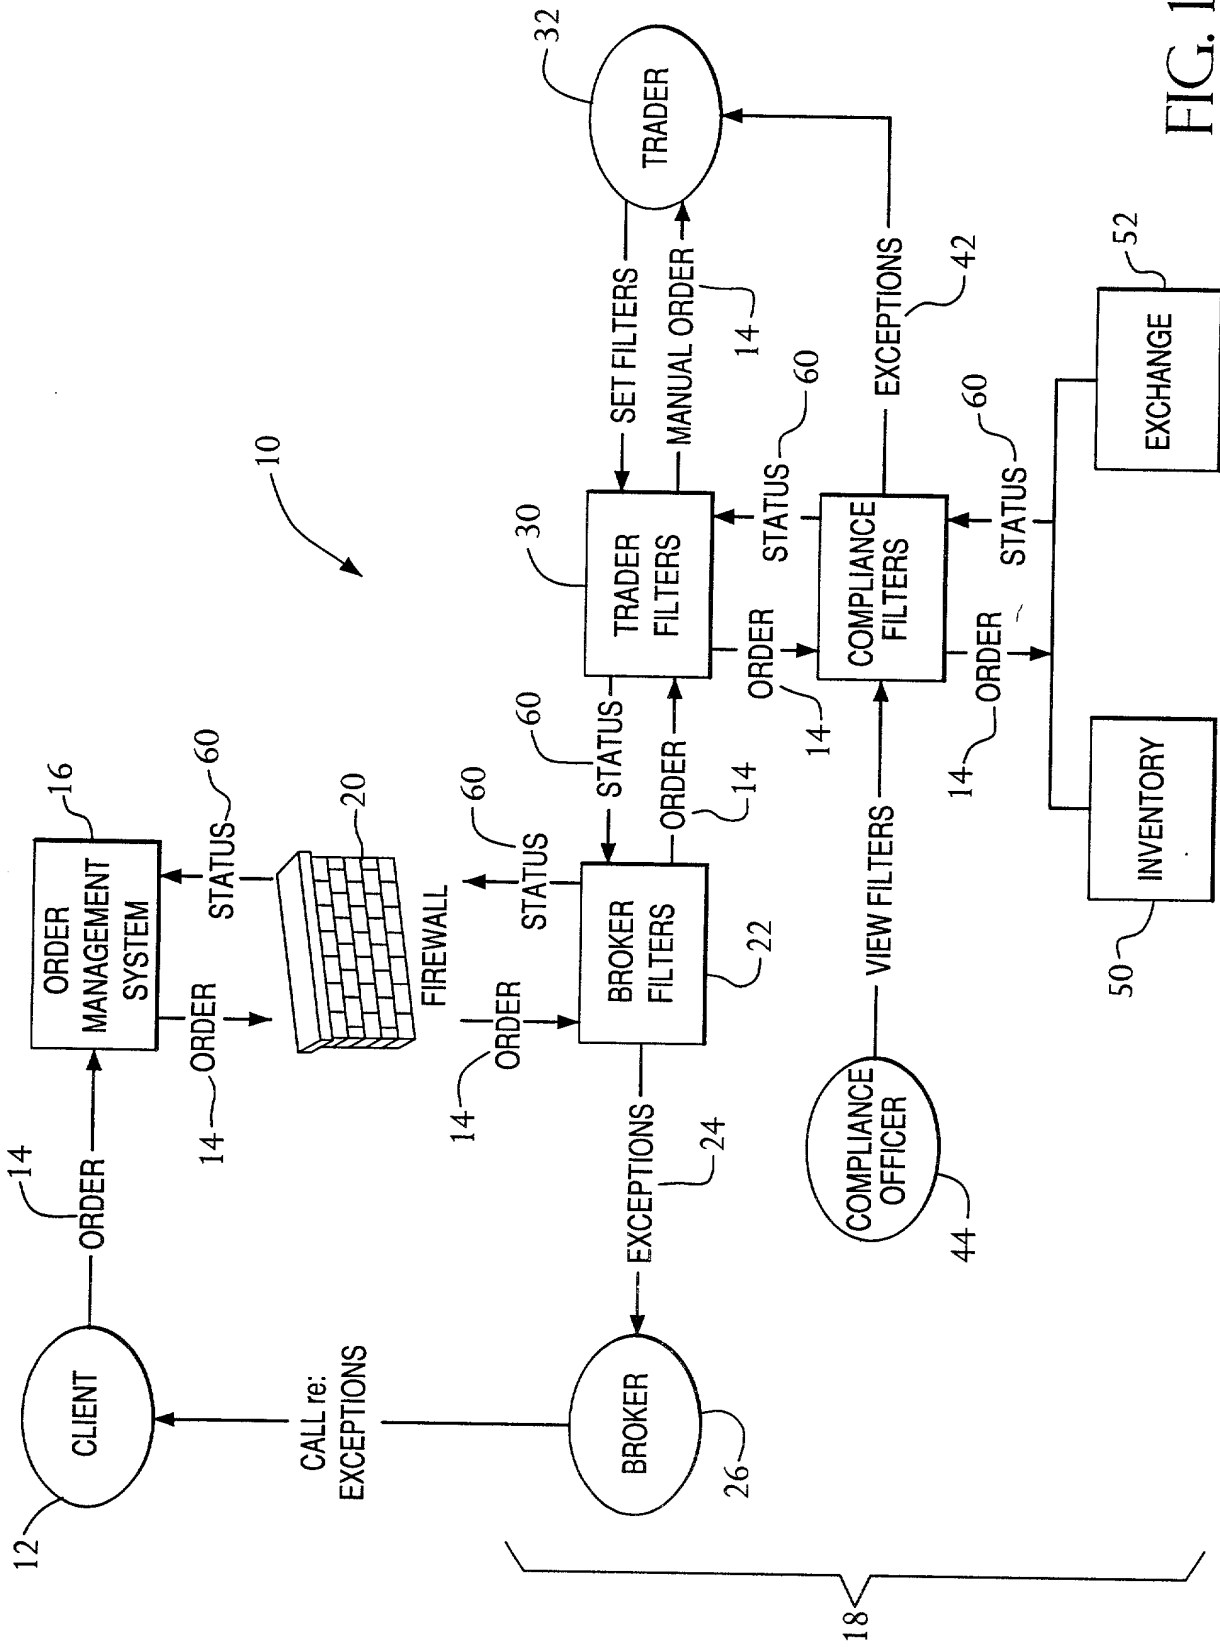 12
CLIENT
14
ORDER
ORDER
MANAGEMENT
SYSTEM
16
CALL re:
EXCEPTIONS
14
ORDER
STATUS
60
20
FIREWALL
10
14
ORDER
STATUS
60
26
BROKER
EXCEPTIONS
24
BROKER
FILTERS
22
60
STATUS
ORDER
14
30
TRADER
FILTERS
SET FILTERS
MANUAL ORDER
14
32
TRADER
14
ORDER
STATUS
60
44
COMPLIANCE
OFFICER
VIEW FILTERS
COMPLIANCE
FILTERS
EXCEPTIONS
42
14
ORDER
STATUS
60
50
INVENTORY
EXCHANGE
52
18
FIG. 1